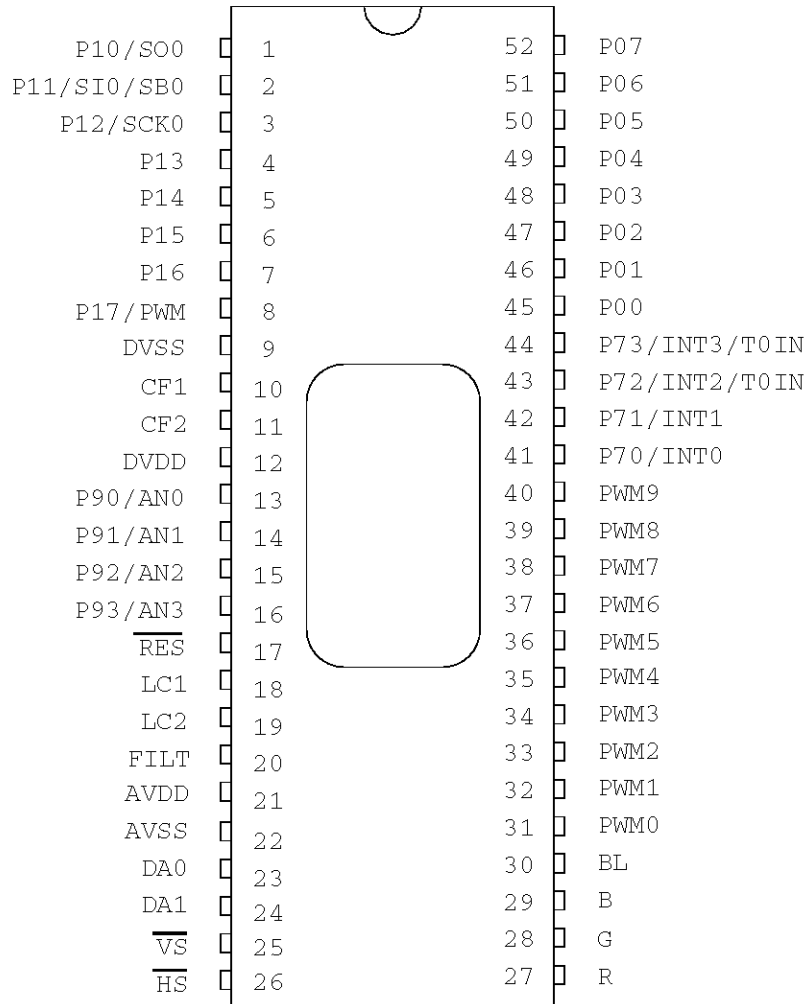 P10/SO0 1 52 P07
P11/SI0/SB0 2 51 P06
P12/SCK0 3 50 P05
P13 4 49 P04
P14 5 48 P03
P15 6 47 P02
P16 7 46 P01
P17/PWM 8 45 P00
DVSS 9 44 P73/INT3/T0IN
CF1 10 43 P72/INT2/T0IN
CF2 11 42 P71/INT1
DVDD 12 41 P70/INT0
P90/AN0 13 40 PWM9
P91/AN1 14 39 PWM8
P92/AN2 15 38 PWM7
P93/AN3 16 37 PWM6
RES 17 36 PWM5
LC1 18 35 PWM4
LC2 19 34 PWM3
FILT 20 33 PWM2
AVDD 21 32 PWM1
AVSS 22 31 PWM0
DA0 23 30 BL
DA1 24 29 B
VS 25 28 G
HS 26 27 R